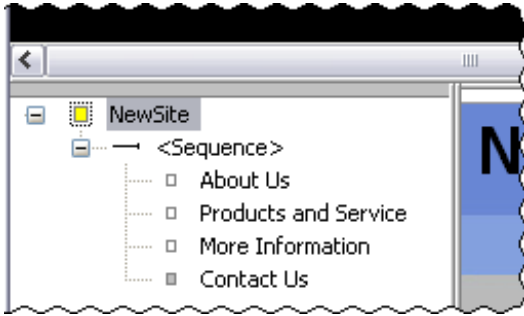 NewSite
<Sequence>
About Us
Products and Service
More Information
Contact Us
N